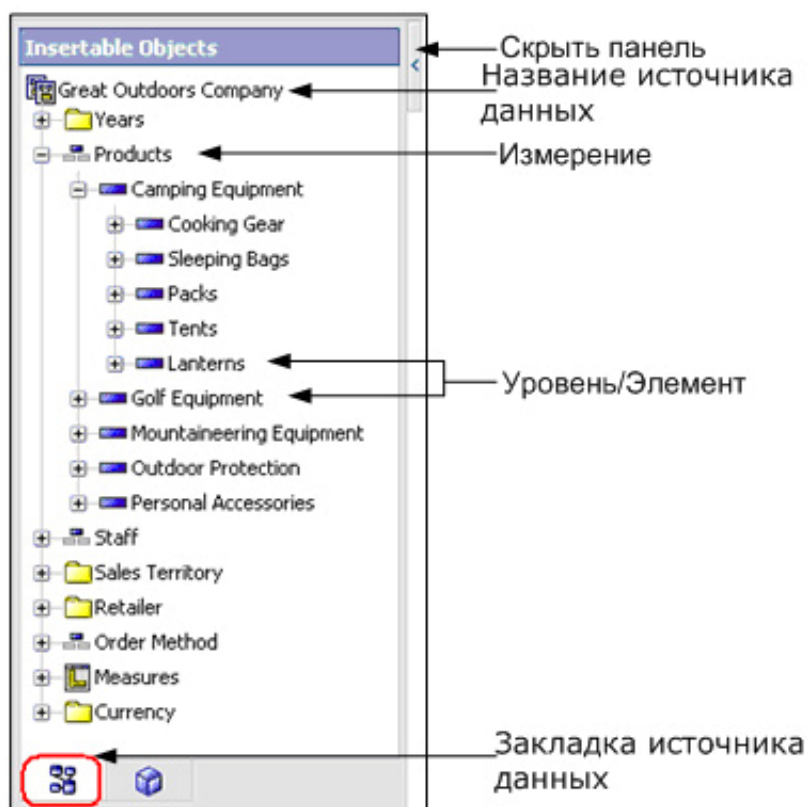 Insertable Objects
Скрыть панель
Great Outdoors Company
Название источника
данных
Years
Products
Измерение
Camping Equipment
Cooking Gear
Sleeping Bags
Packs
Tents
Lanterns
Уровень/Элемент
Golf Equipment
Mountaineering Equipment
Outdoor Protection
Personal Accessories
Staff
Sales Territory
Retailer
Order Method
Measures
Currency
Закладка источника
данных